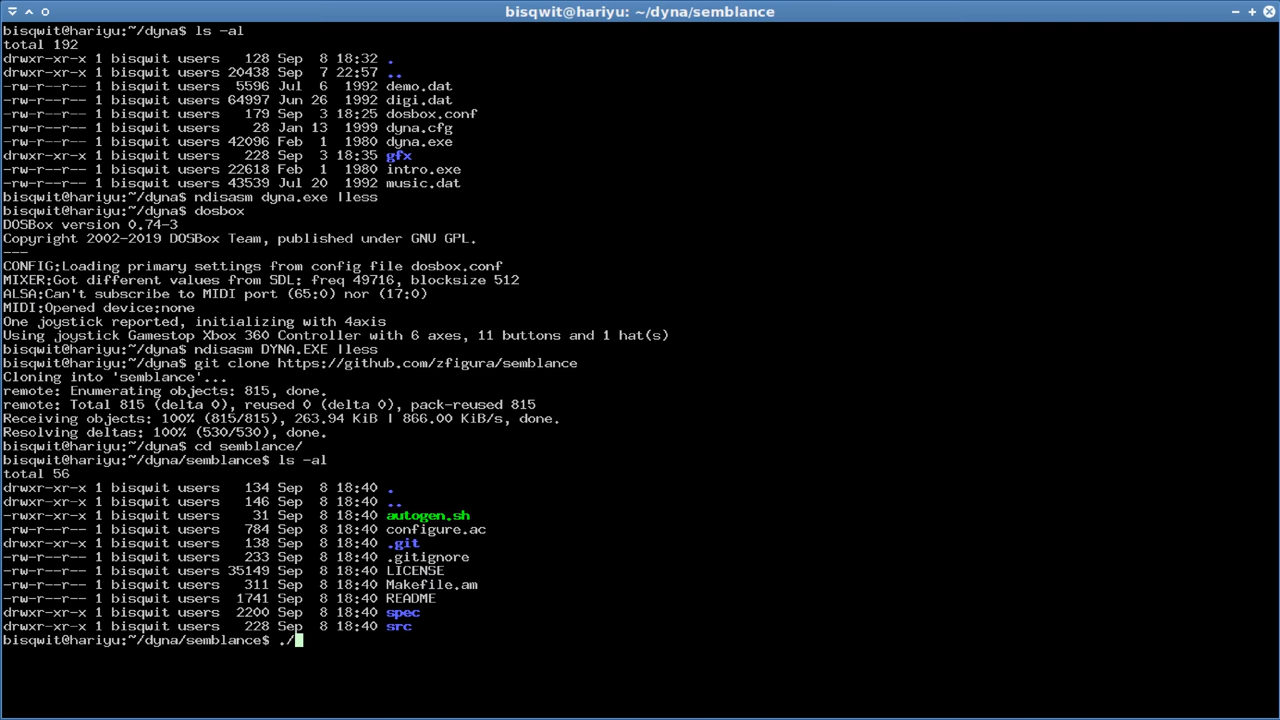 bisqwit@hariyu: ~/dyna/semblance
bisqwit@hariyu:~/dyna$ ls -al
total 192
drwxr-xr-x 1 bisqwit users   128 Sep  8 18:32 .
drwxr-xr-x 1 bisqwit users 20438 Sep  7 22:57 ..
-rw-r--r-- 1 bisqwit users  5596 Jul  6  1992 demo.dat
-rw-r--r-- 1 bisqwit users 64997 Jun 26  1992 digi.dat
-rw-r--r-- 1 bisqwit users   179 Sep  3 18:25 dosbox.conf
-rw-r--r-- 1 bisqwit users    28 Jan 13  1999 dyna.cfg
-rw-r--r-- 1 bisqwit users 42096 Feb  1  1980 dyna.exe
drwxr-xr-x 1 bisqwit users   228 Sep  3 18:35 gfx
-rw-r--r-- 1 bisqwit users 22618 Feb  1  1980 intro.exe
-rw-r--r-- 1 bisqwit users 43539 Jul 20  1992 music.dat
bisqwit@hariyu:~/dyna$ ndisasm dyna.exe |less
bisqwit@hariyu:~/dyna$ dosbox
DOSBox version 0.74-3
Copyright 2002-2019 DOSBox Team, published under GNU GPL.
---
CONFIG:Loading primary settings from config file dosbox.conf
MIXER:Got different values from SDL: freq 49716, blocksize 512
ALSA:Can't subscribe to MIDI port (65:0) nor (17:0)
MIDI:Opened device:none
One joystick reported, initializing with 4axis
Using joystick Gamestop Xbox 360 Controller with 6 axes, 11 buttons and 1 hat(s)
bisqwit@hariyu:~/dyna$ ndisasm DYNA.EXE |less
bisqwit@hariyu:~/dyna$ git clone https://github.com/zfigura/semblance
Cloning into 'semblance'...
remote: Enumerating objects: 815, done.
remote: Total 815 (delta 0), reused 0 (delta 0), pack-reused 815
Receiving objects: 100% (815/815), 263.94 KiB | 866.00 KiB/s, done.
Resolving deltas: 100% (530/530), done.
bisqwit@hariyu:~/dyna$ cd semblance/
bisqwit@hariyu:~/dyna/semblance$ ls -al
total 56
drwxr-xr-x 1 bisqwit users   134 Sep  8 18:40 .
drwxr-xr-x 1 bisqwit users   146 Sep  8 18:40 ..
-rwxr-xr-x 1 bisqwit users    31 Sep  8 18:40 autogen.sh
-rw-r--r-- 1 bisqwit users   784 Sep  8 18:40 configure.ac
drwxr-xr-x 1 bisqwit users   138 Sep  8 18:40 .git
-rw-r--r-- 1 bisqwit users   233 Sep  8 18:40 .gitignore
-rw-r--r-- 1 bisqwit users 35149 Sep  8 18:40 LICENSE
-rw-r--r-- 1 bisqwit users   311 Sep  8 18:40 Makefile.am
-rw-r--r-- 1 bisqwit users  1741 Sep  8 18:40 README
drwxr-xr-x 1 bisqwit users  2200 Sep  8 18:40 spec
drwxr-xr-x 1 bisqwit users   228 Sep  8 18:40 src
bisqwit@hariyu:~/dyna/semblance$ ./